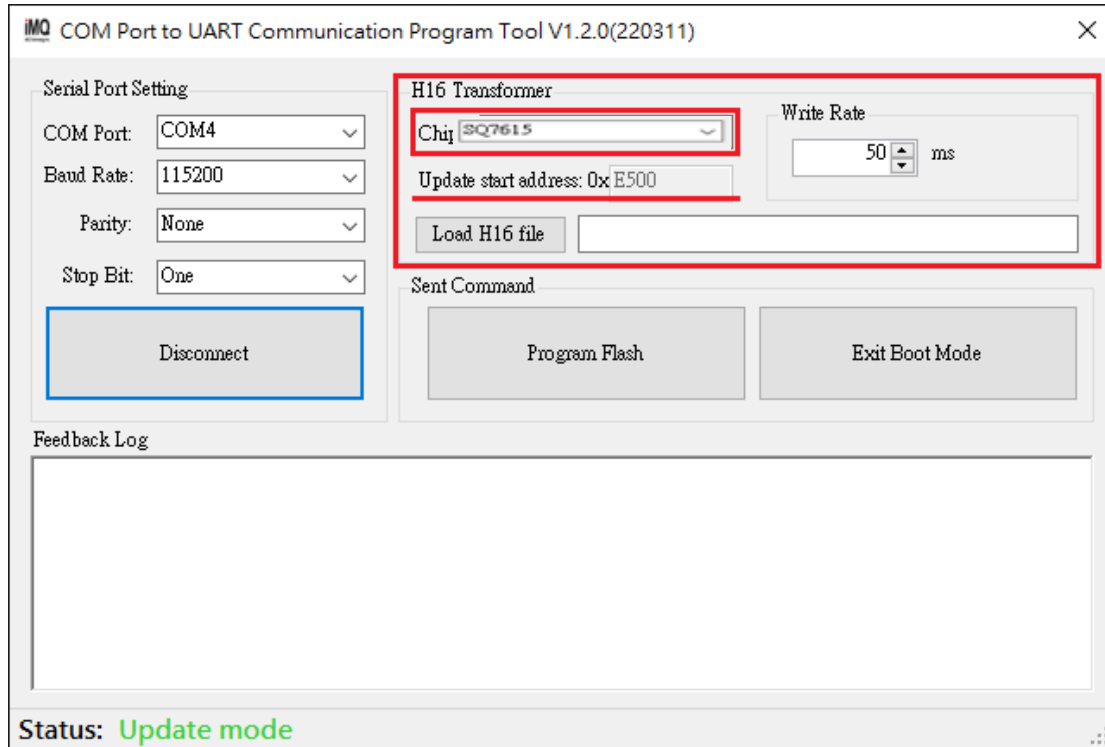 iMQ COM Port to UART Communication Program Tool V1.2.0(220311)
Serial Port Setting
COM Port: COM4
Baud Rate: 115200
Parity: None
Stop Bit: One
Disconnect
H16 Transformer
Chip SQ7615
Update start address: 0x E500
Write Rate
50 ms
Load H16 file
Sent Command
Program Flash
Exit Boot Mode
Feedback Log
Status: Update mode